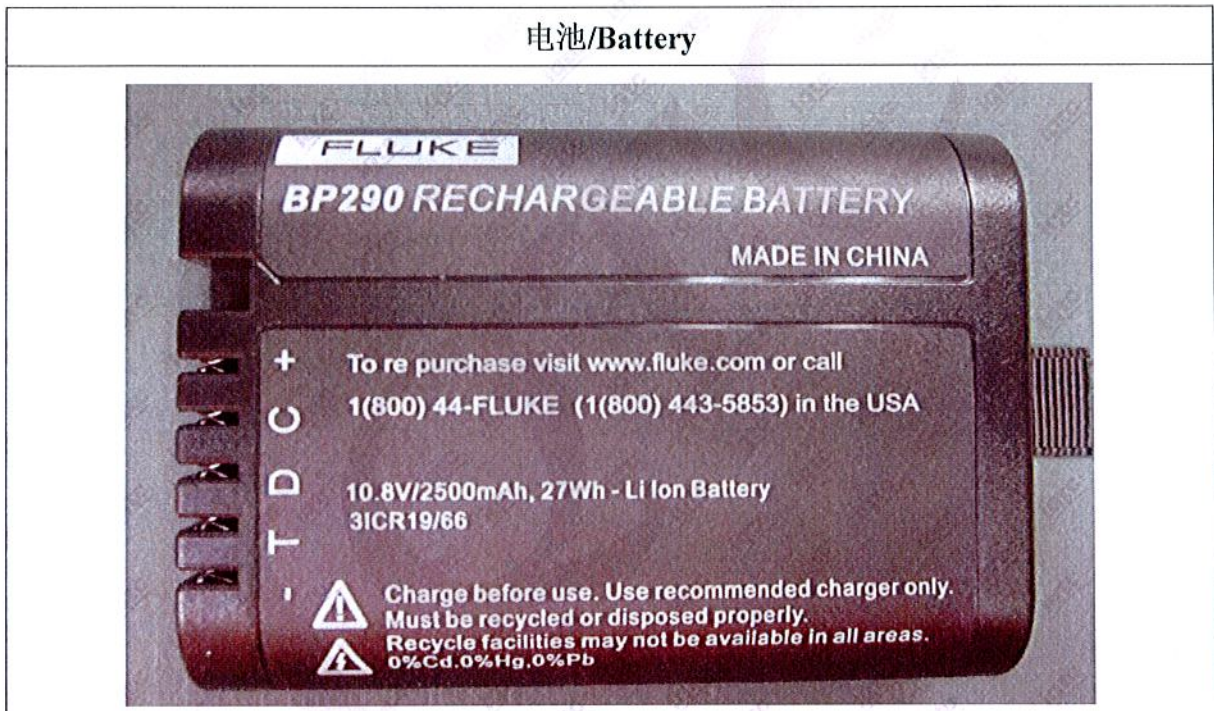 电池/Battery
FLUKE
BP290 RECHARGEABLE BATTERY
MADE IN CHINA
To re purchase visit www.fluke.com or call
1(800) 44-FLUKE (1(800) 443-5853) in the USA
10.8V/2500mAh, 27Wh - Li Ion Battery
3ICR19/66
+
C
D
T
-
Charge before use. Use recommended charger only.
Must be recycled or disposed properly.
Recycle facilities may not be available in all areas.
0%Cd.0%Hg,0%Pb